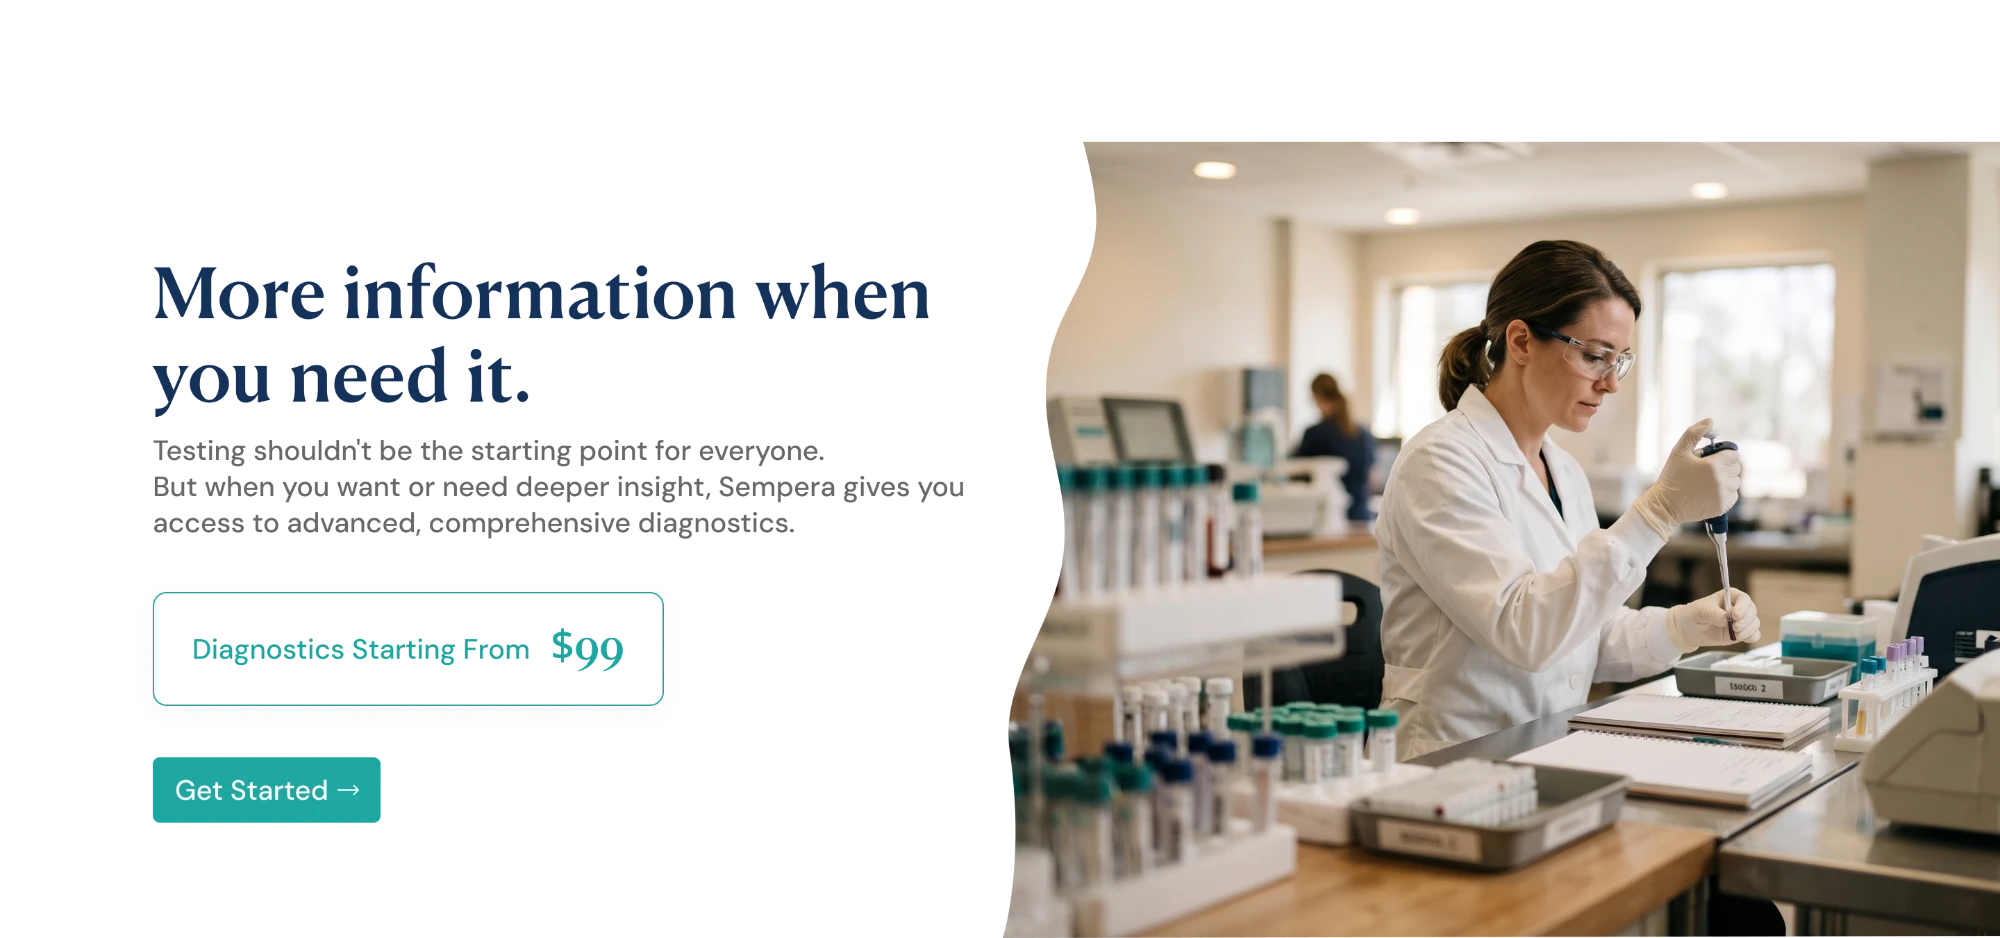 More information when
you need it.
Testing shouldn't be the starting point for everyone.
But when you want or need deeper insight, Sempera gives you
access to advanced, comprehensive diagnostics.
Diagnostics Starting From $99
Get Started →